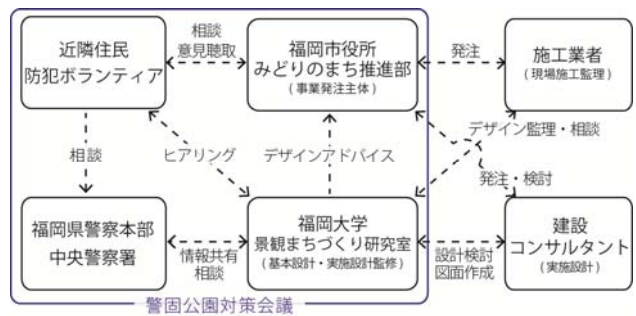 近隣住民
防犯ボランティア
相談
意見聴取
福岡市役所
みどりのまち推進部
(事業発注主体)
発注
施工業者
(現場施工監理)
相談
ヒアリング
デザインアドバイス
デザイン監理・相談
発注・検討
福岡県警察本部
中央警察署
情報共有
相談
福岡大学
景観まちづくり研究室
(基本設計・実施設計監修)
設計検討
図面作成
建設
コンサルタント
(実施設計)
警固公園対策会議